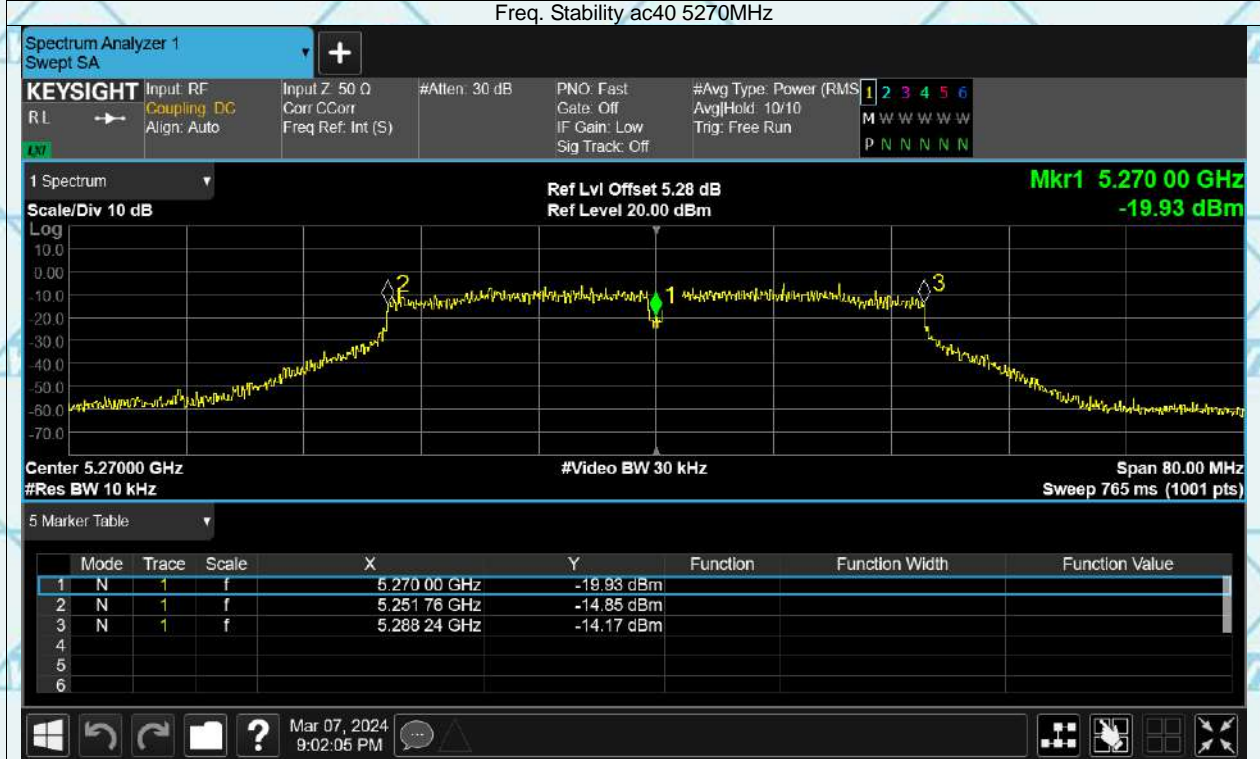 Freq. Stability ac40 5270MHz
Spectrum Analyzer 1
Swept SA
+
KEYSIGHT
R L
LXI
Input: RF
Coupling: DC
Align: Auto
Input Z: 50 Ω
Corr CCorr
Freq Ref: Int (S)
#Atten: 30 dB
PNO: Fast
Gate: Off
IF Gain: Low
Sig Track: Off
#Avg Type: Power (RMS
Avg|Hold: 10/10
Trig: Free Run
1 2 3 4 5 6
M W W W W W
P N N N N N
1 Spectrum
Scale/Div 10 dB
Ref Lvl Offset 5.28 dB
Ref Level 20.00 dBm
Mkr1 5.270 00 GHz
-19.93 dBm
Log
10.0
0.00
-10.0
-20.0
-30.0
-40.0
-50.0
-60.0
-70.0
2
1
3
Center 5.27000 GHz
#Res BW 10 kHz
#Video BW 30 kHz
Span 80.00 MHz
Sweep 765 ms (1001 pts)
5 Marker Table
Mode Trace Scale X Y Function Function Width Function Value
1 N 1 f 5.270 00 GHz -19.93 dBm
2 N 1 f 5.251 76 GHz -14.85 dBm
3 N 1 f 5.288 24 GHz -14.17 dBm
4
5
6
?
Mar 07, 2024
9:02:05 PM